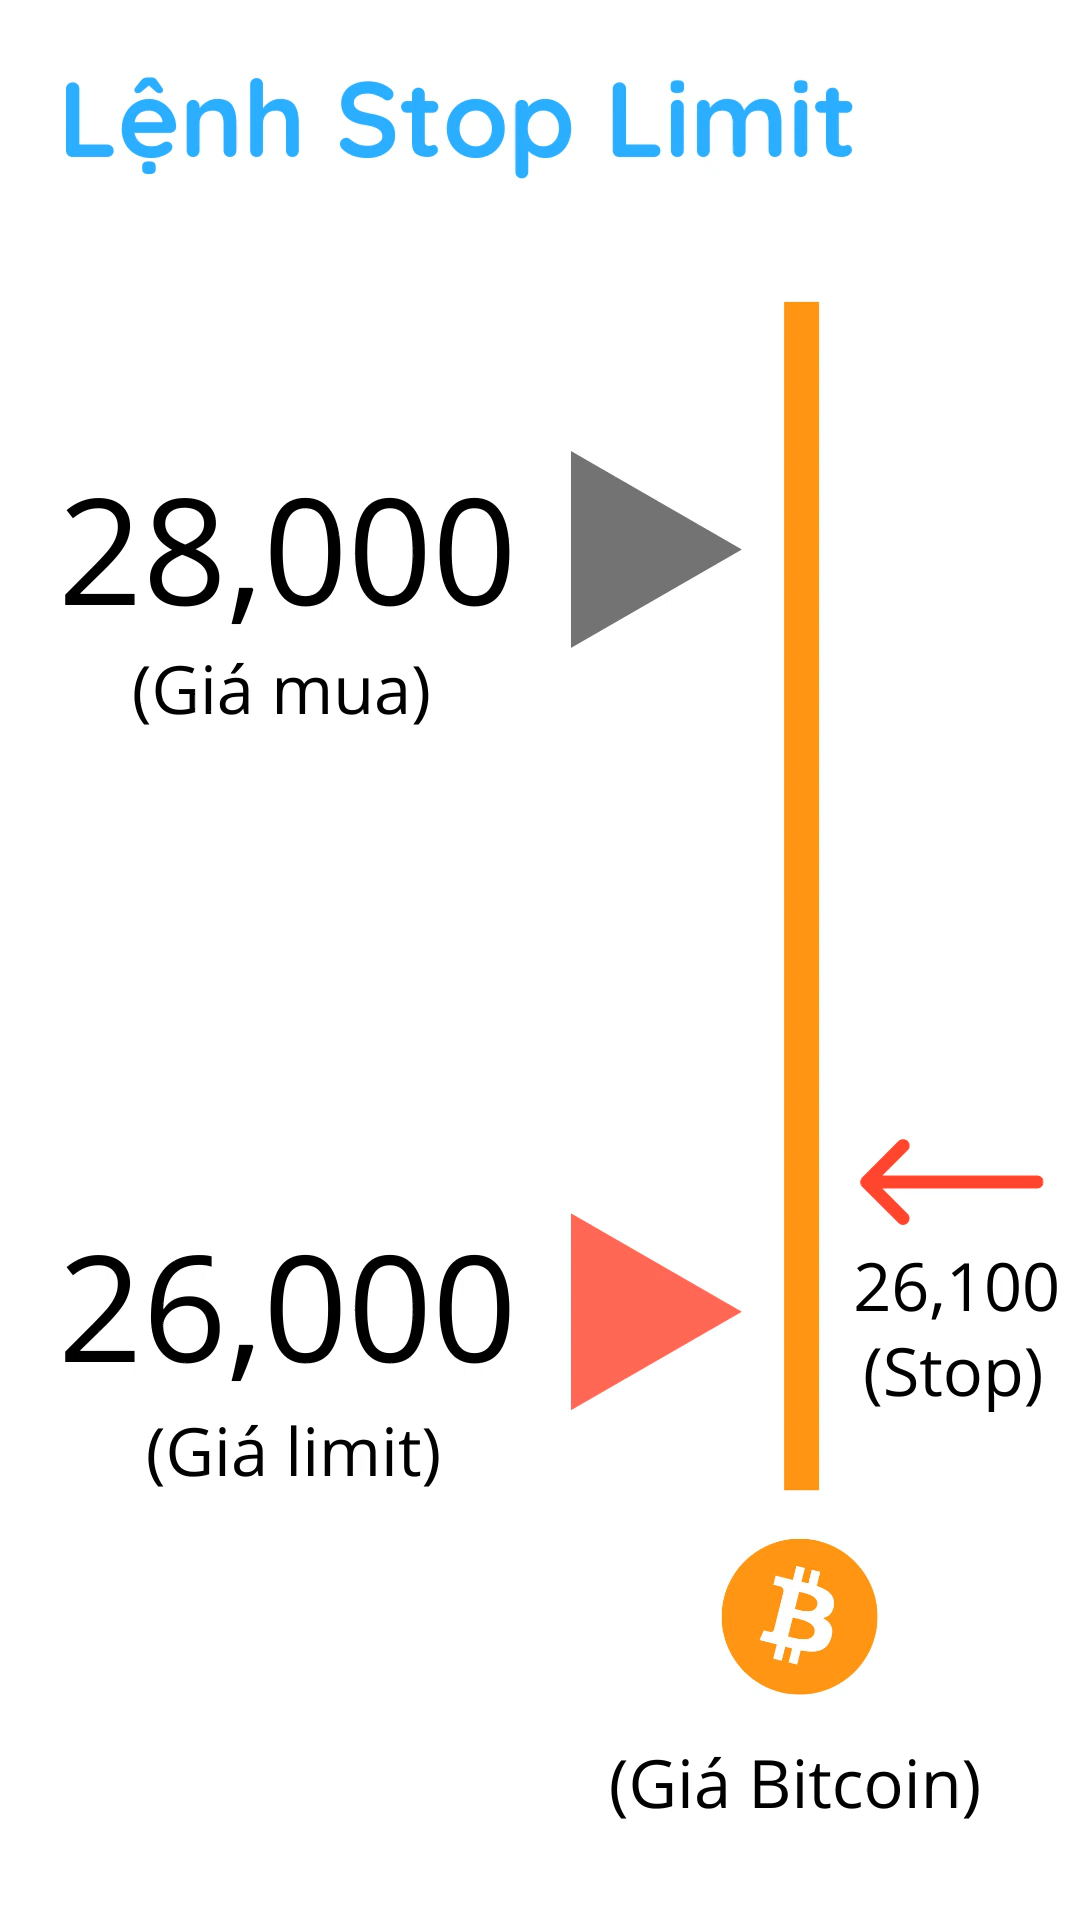 Lệnh Stop Limit
28,000
(Giá mua)
26,000
(Giá limit)
26,100
(Stop)
(Giá Bitcoin)